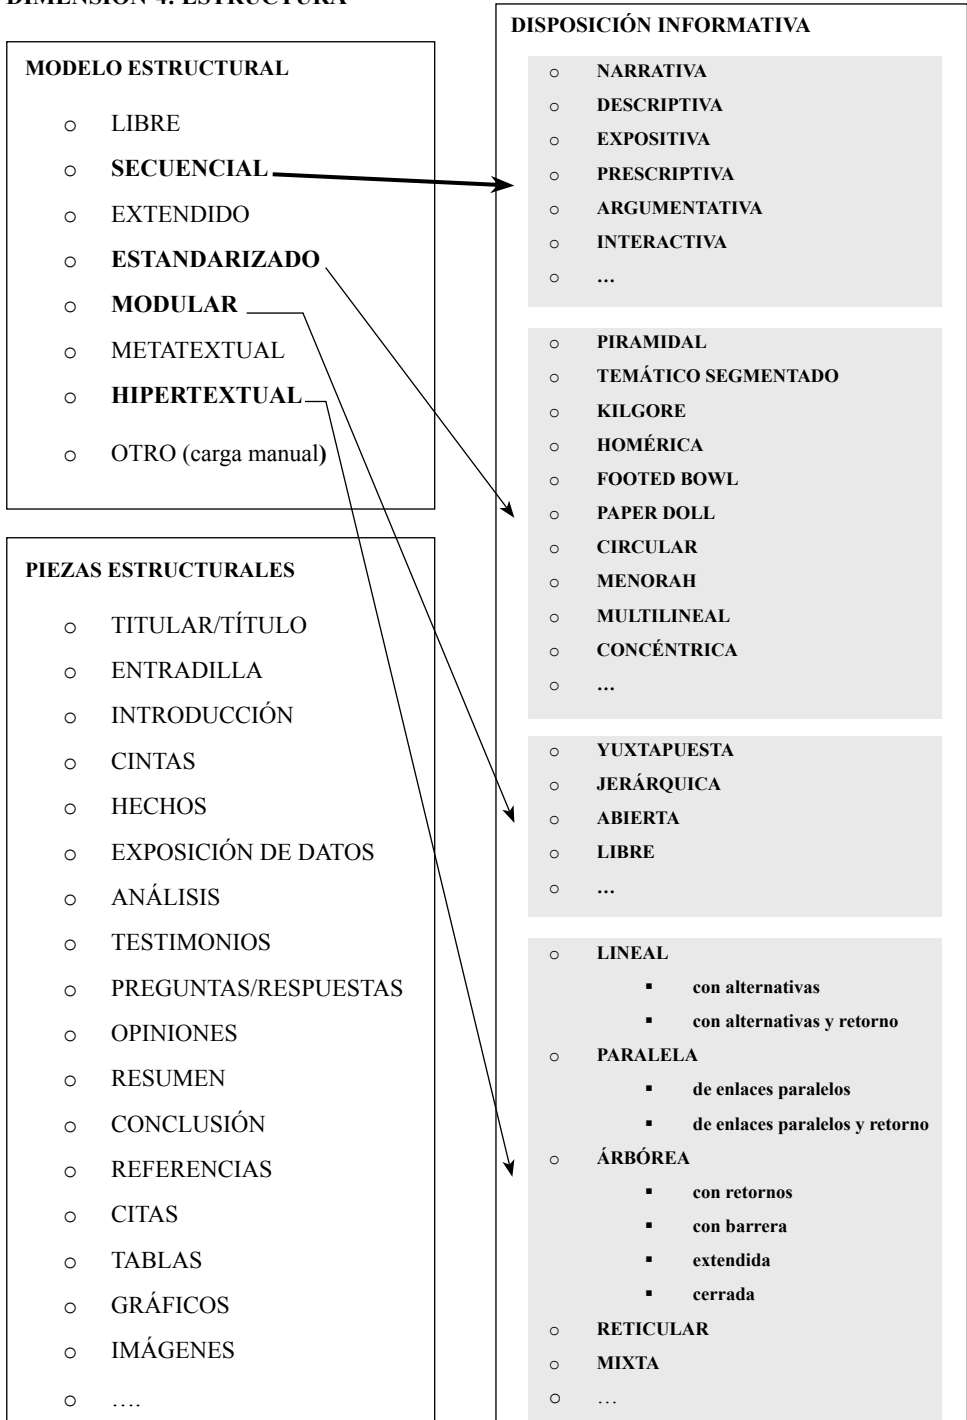 DIMENSIÓN 4: ESTRUCTURA
MODELO ESTRUCTURAL
o LIBRE
o SECUENCIAL
o EXTENDIDO
o ESTANDARIZADO
o MODULAR
o METATEXTUAL
o HIPERTEXTUAL
o OTRO (carga manual)
PIEZAS ESTRUCTURALES
o TITULAR/TÍTULO
o ENTRADILLA
o INTRODUCCIÓN
o CINTAS
o HECHOS
o EXPOSICIÓN DE DATOS
o ANÁLISIS
o TESTIMONIOS
o PREGUNTAS/RESPUESTAS
o OPINIONES
o RESUMEN
o CONCLUSIÓN
o REFERENCIAS
o CITAS
o TABLAS
o GRÁFICOS
o IMÁGENES
o ….
DISPOSICIÓN INFORMATIVA
o NARRATIVA
o DESCRIPTIVA
o EXPOSITIVA
o PRESCRIPTIVA
o ARGUMENTATIVA
o INTERACTIVA
o …
o PIRAMIDAL
o TEMÁTICO SEGMENTADO
o KILGORE
o HOMÉRICA
o FOOTED BOWL
o PAPER DOLL
o CIRCULAR
o MENORAH
o MULTILINEAL
o CONCÉNTRICA
o …
o YUXTAPUESTA
o JERÁRQUICA
o ABIERTA
o LIBRE
o …
o LINEAL
▪ con alternativas
▪ con alternativas y retorno
o PARALELA
▪ de enlaces paralelos
▪ de enlaces paralelos y retorno
o ÁRBÓREA
▪ con retornos
▪ con barrera
▪ extendida
▪ cerrada
o RETICULAR
o MIXTA
o …